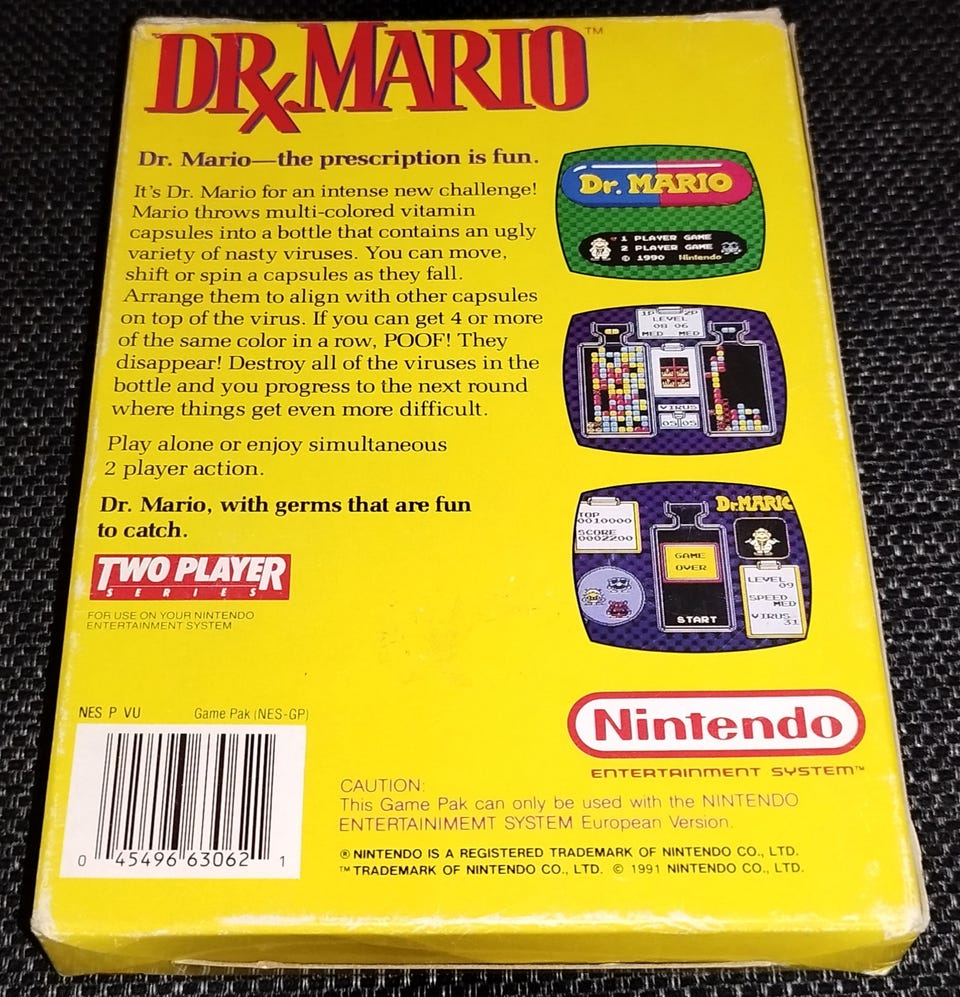 DRx.MARIO™
Dr. Mario—the prescription is fun.
It's Dr. Mario for an intense new challenge!
Mario throws multi-colored vitamin
capsules into a bottle that contains an ugly
variety of nasty viruses. You can move,
shift or spin a capsules as they fall.
Arrange them to align with other capsules
on top of the virus. If you can get 4 or more
of the same color in a row, POOF! They
disappear! Destroy all of the viruses in the
bottle and you progress to the next round
where things get even more difficult.
Play alone or enjoy simultaneous
2 player action.
Dr. Mario, with germs that are fun
to catch.
TWO PLAYER
SERIES
FOR USE ON YOUR NINTENDO
ENTERTAINMENT SYSTEM
Dr. MARIO
1 PLAYER GAME
2 PLAYER GAME
© 1990 Nintendo
1P 2P
LEVEL
08 06
MED MED
VIRUS
05 05
Dr. MARIO
TOP
0010000
SCORE
0002200
GAME
OVER
START
LEVEL
09
SPEED
MED
VIRUS
31
NES P VU Game Pak (NES-GP)
0 45496 63062 1
Nintendo®
ENTERTAINMENT SYSTEM™
CAUTION:
This Game Pak can only be used with the NINTENDO
ENTERTAINIMEMT SYSTEM European Version.
® NINTENDO IS A REGISTERED TRADEMARK OF NINTENDO CO., LTD.
™ TRADEMARK OF NINTENDO CO., LTD. © 1991 NINTENDO CO., LTD.